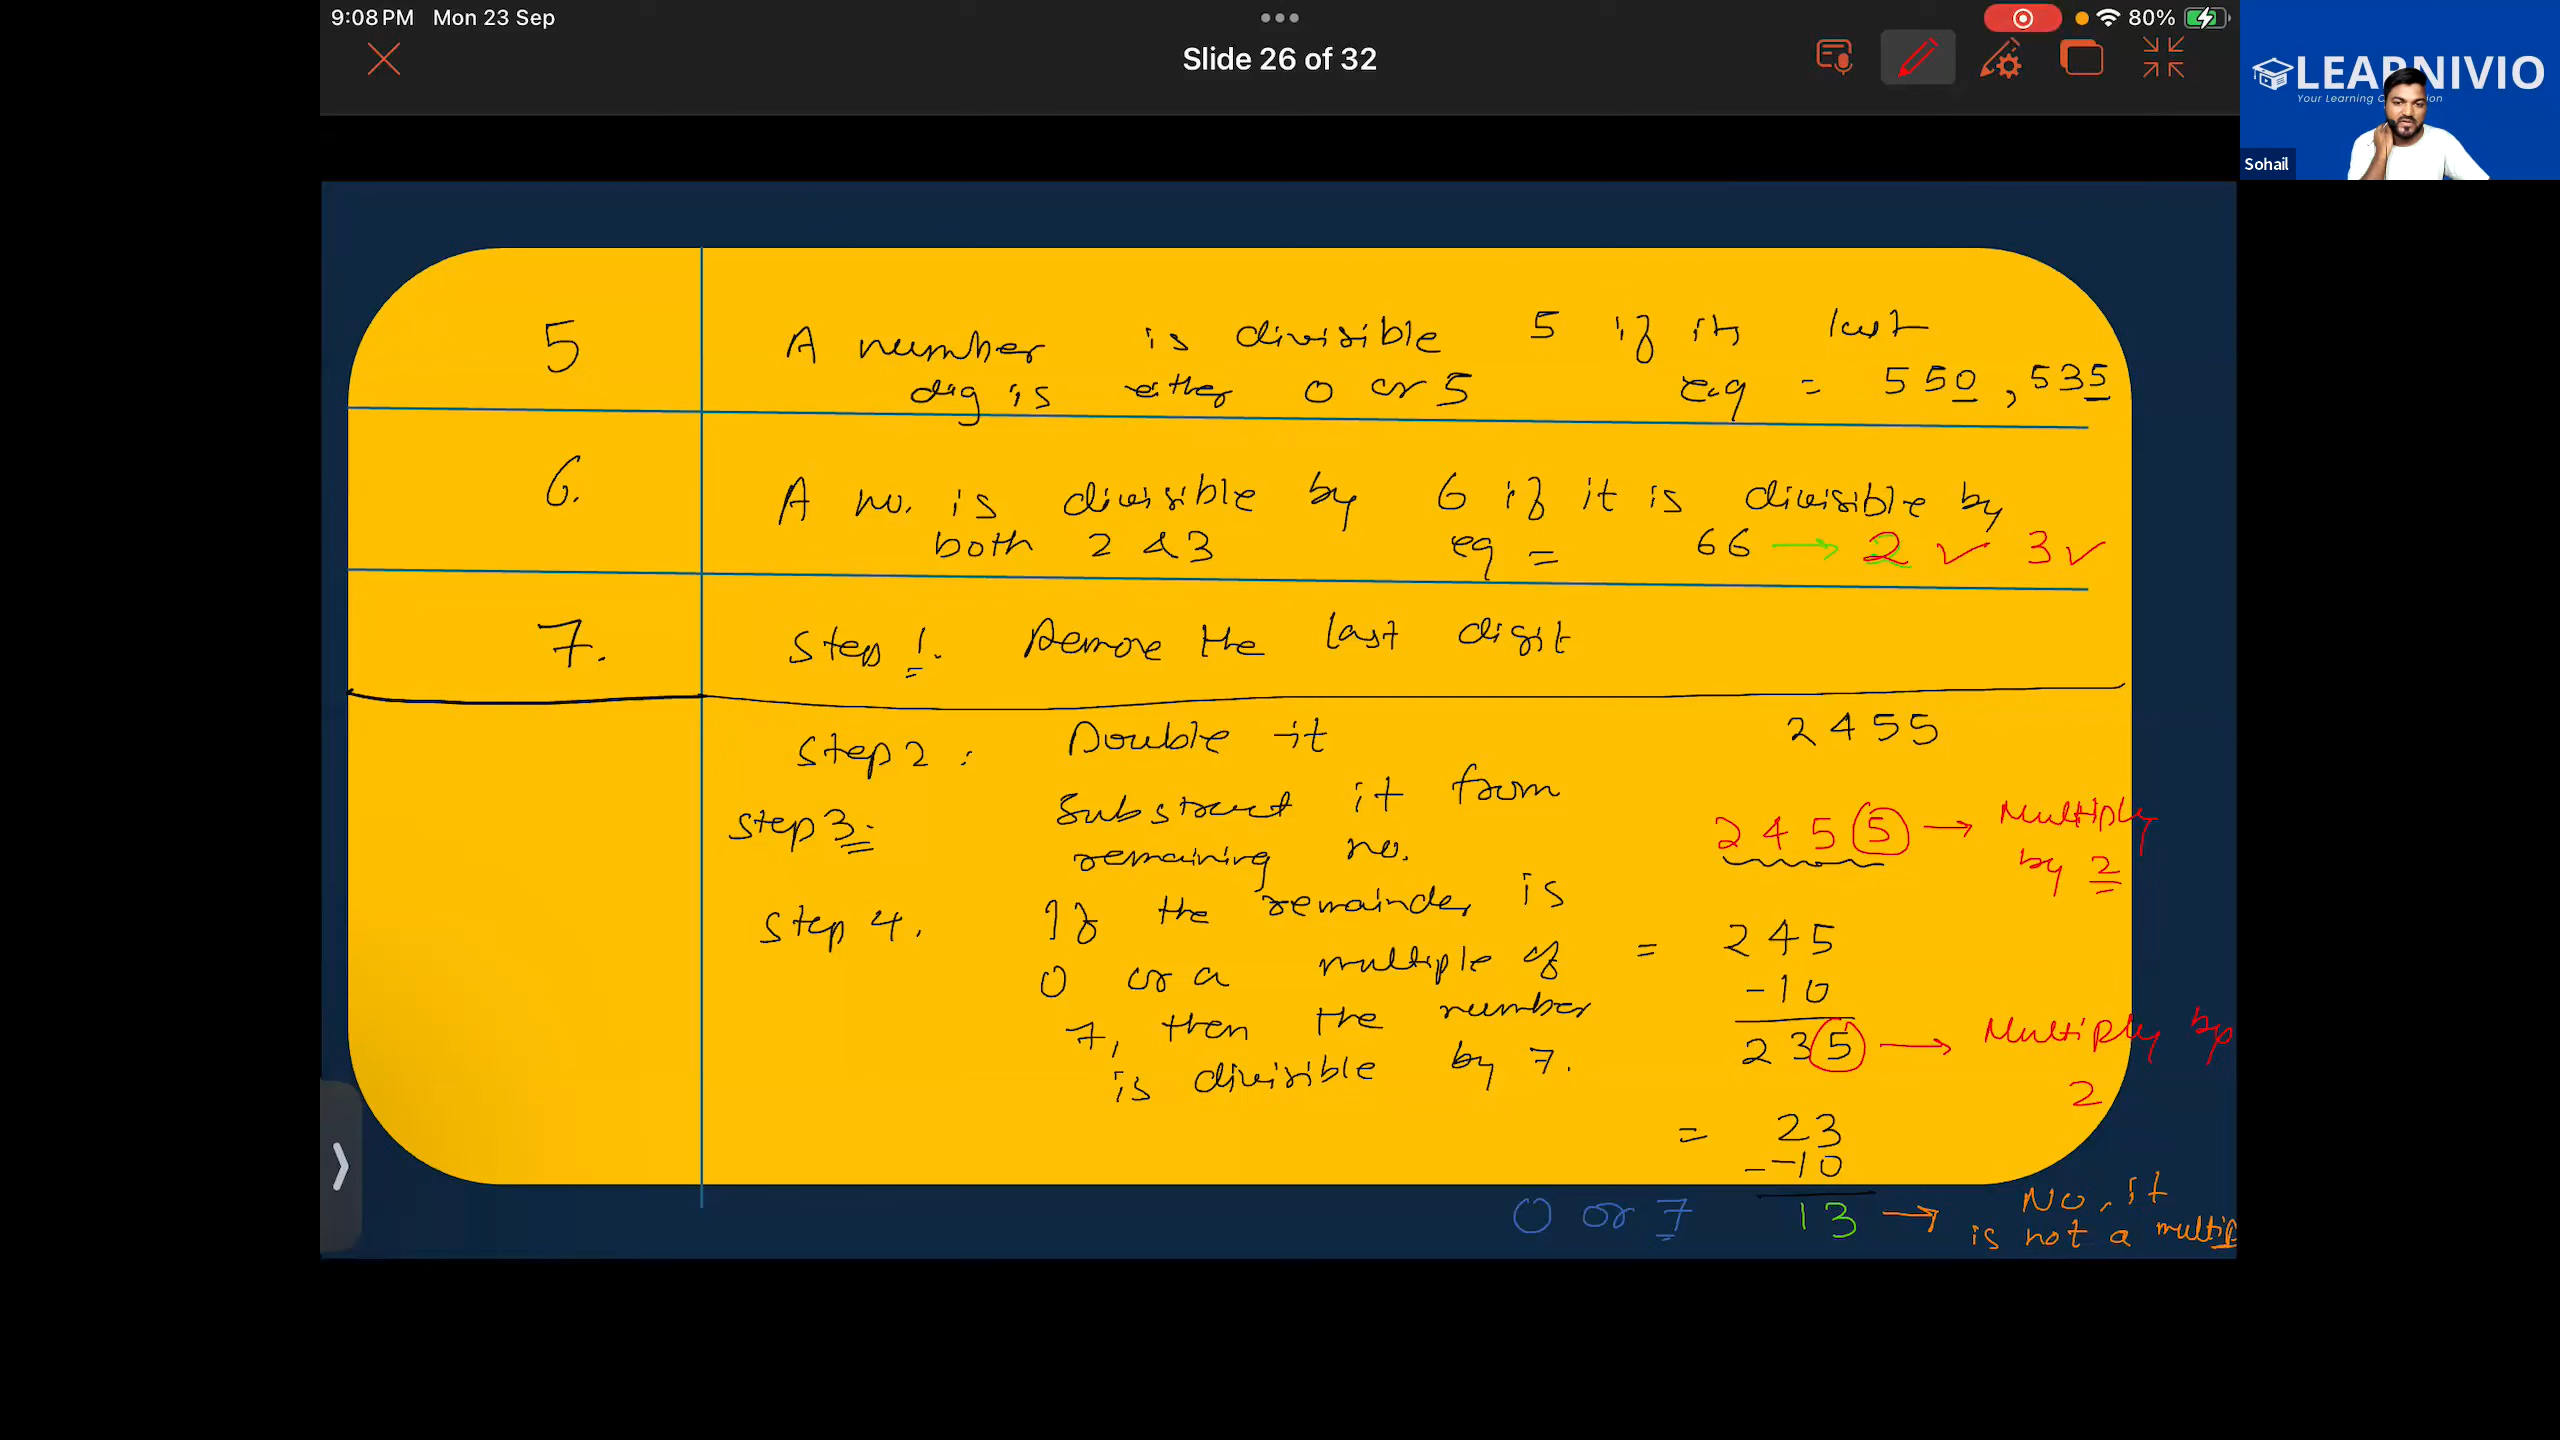 9:08 PM Mon 23 Sep
80%
Slide 26 of 32
LEARNIVIO
Your Learning
Sohail
5
A number is divisible 5 if its last
dig is either 0 or 5 e.g = 550, 535
6.
A no. is divisible by 6 if it is divisible by
both 2 & 3 eg = 66 → 2 ✓ 3 ✓
7.
Step 1. Remove the last digit
Step 2: Double it
2455
Step 3: Substract it from
remaining no.
2455 → Multiply
by 2
Step 4. If the remainder is
0 or a multiple of
7, then the number
is divisible by 7.
= 245
-10
235 → Multiply by
2
= 23
--10
0 or 7 13 → No, it
is not a multip